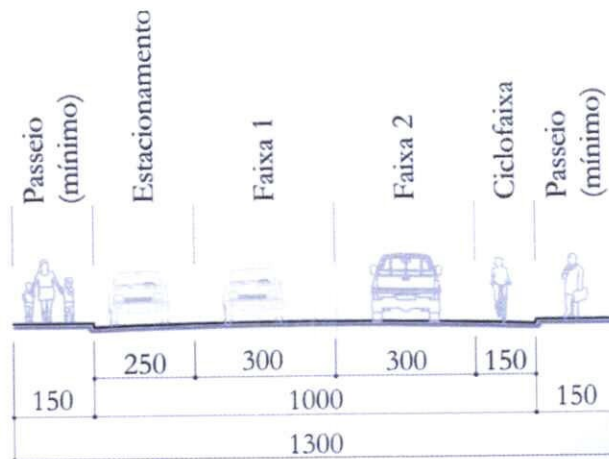 Passeio
(mínimo)
Estacionamento
Faixa 1
Faixa 2
Ciclofaixa
Passeio
(mínimo)
250
300
300
150
150
1000
150
1300